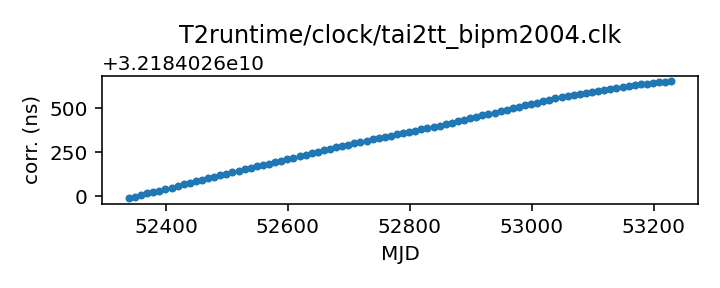 T2runtime/clock/tai2tt_bipm2004.clk
+3.2184026e10
500
250
0
corr. (ns)
52400 52600 52800 53000 53200
MJD